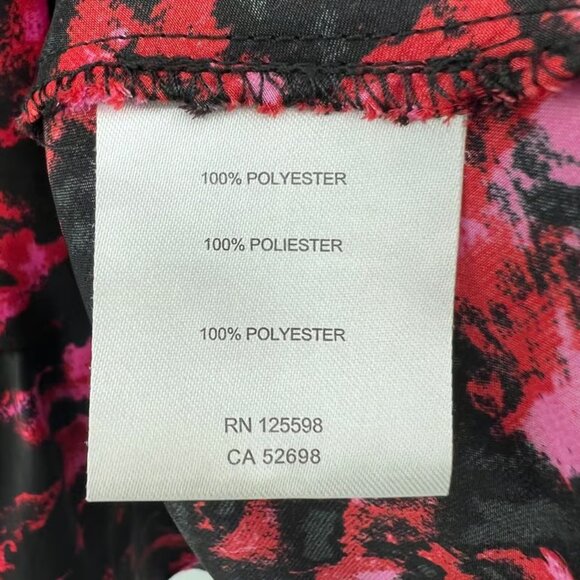 100% POLYESTER
100% POLIESTER
100% POLYESTER
RN 125598
CA 52698